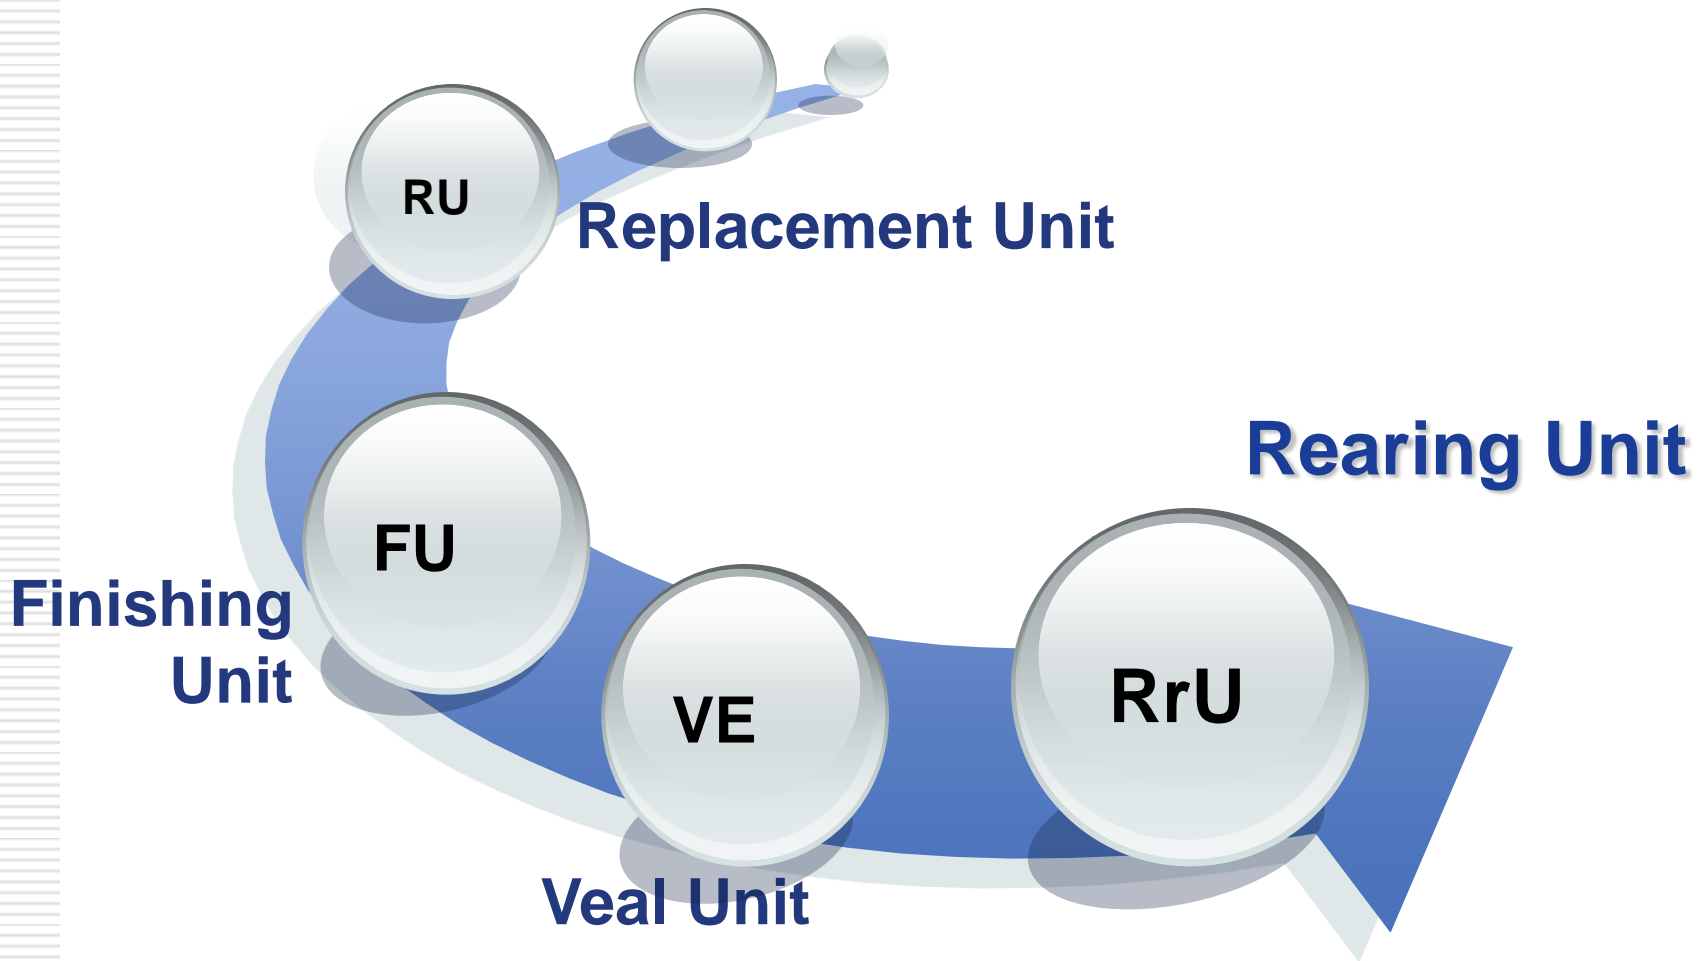 RU
Replacement Unit
Rearing Unit
FU
Finishing
Unit
VE
RrU
Veal Unit